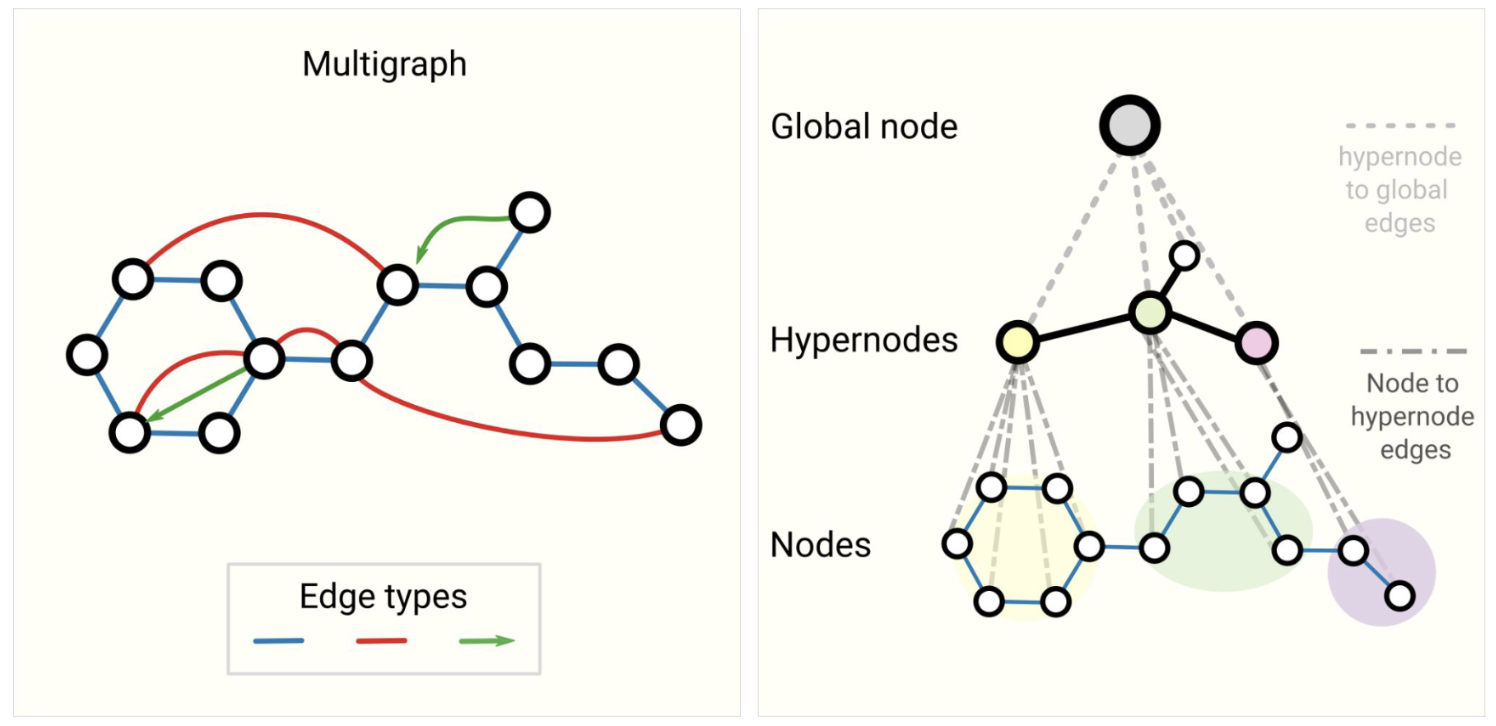 Multigraph
Edge types
Global node
hypernode
to global
edges
Hypernodes
Node to
hypernode
edges
Nodes